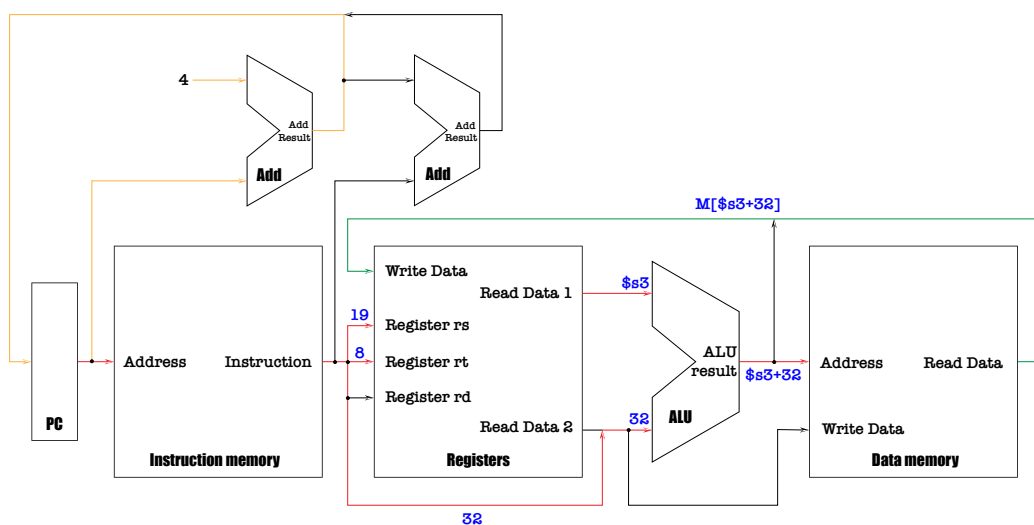 4
Add
Result
Add
Add
Result
Add
M[$s3+32]
PC
Address
Instruction
Instruction memory
Write Data
Read Data 1
19
Register rs
8
Register rt
Register rd
Read Data 2
Registers
32
$s3
32
ALU
result
ALU
$s3+32
Address
Read Data
Write Data
Data memory